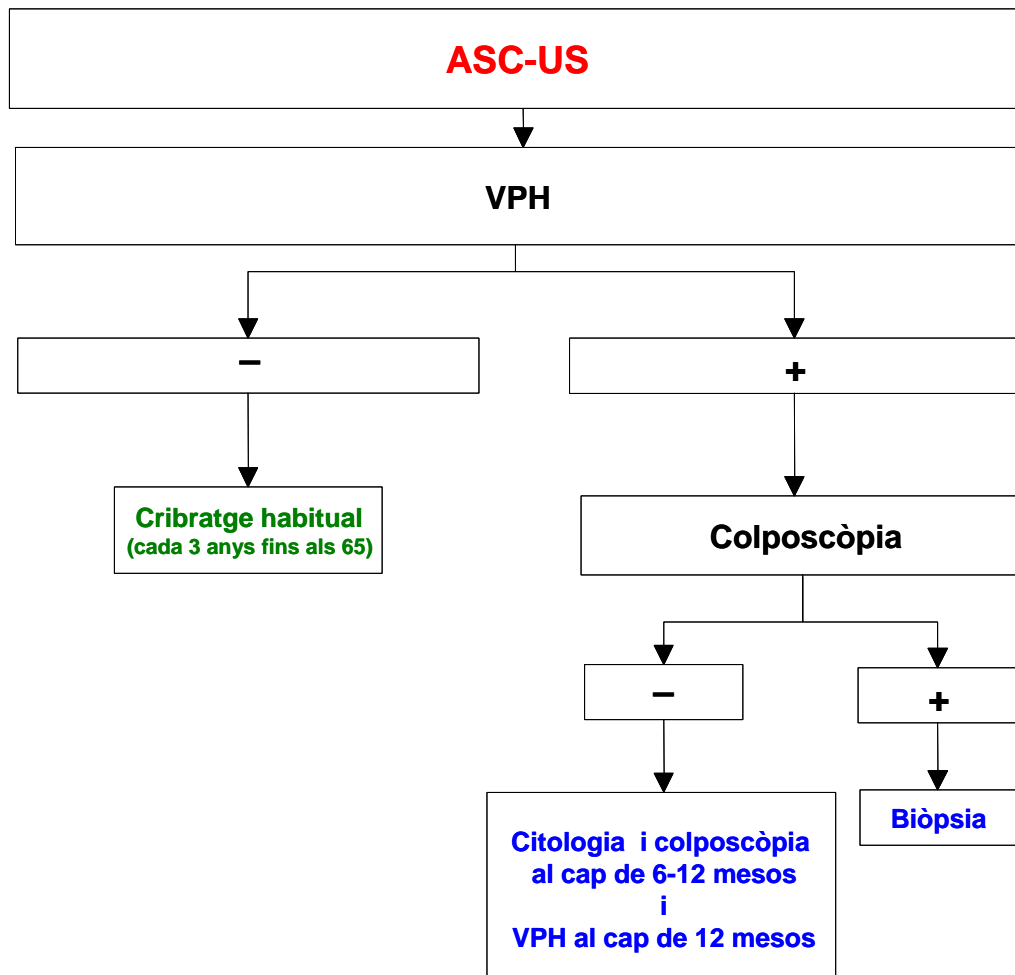 ASC-US
VPH
–
+
Cribratge habitual
(cada 3 anys fins als 65)
Colposcòpia
–
+
Citologia i colposcòpia
al cap de 6-12 mesos
i
VPH al cap de 12 mesos
Biòpsia